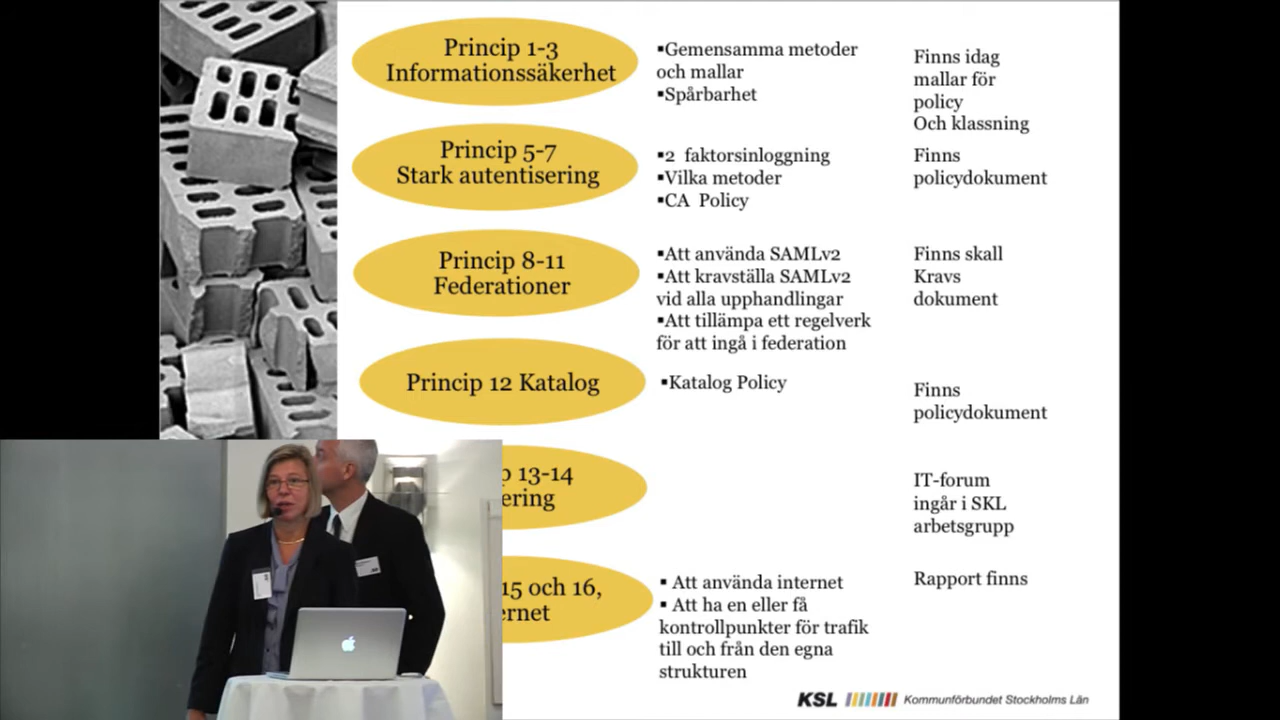 Princip 1-3
Informationssäkerhet
▪Gemensamma metoder
och mallar
▪Spårbarhet
Finns idag
mallar för
policy
Och klassning
Princip 5-7
Stark autentisering
▪2 faktorsinloggning
▪Vilka metoder
▪CA Policy
Finns
policydokument
Princip 8-11
Federationer
▪Att använda SAMLv2
▪Att kravställa SAMLv2
vid alla upphandlingar
▪Att tillämpa ett regelverk
för att ingå i federation
Finns skall
Kravs
dokument
Princip 12 Katalog
▪Katalog Policy
Finns
policydokument
p 13-14
ering
IT-forum
ingår i SKL
arbetsgrupp
15 och 16,
ernet
▪ Att använda internet
▪ Att ha en eller få
kontrollpunkter för trafik
till och från den egna
strukturen
Rapport finns
KSL Kommunförbundet Stockholms Län